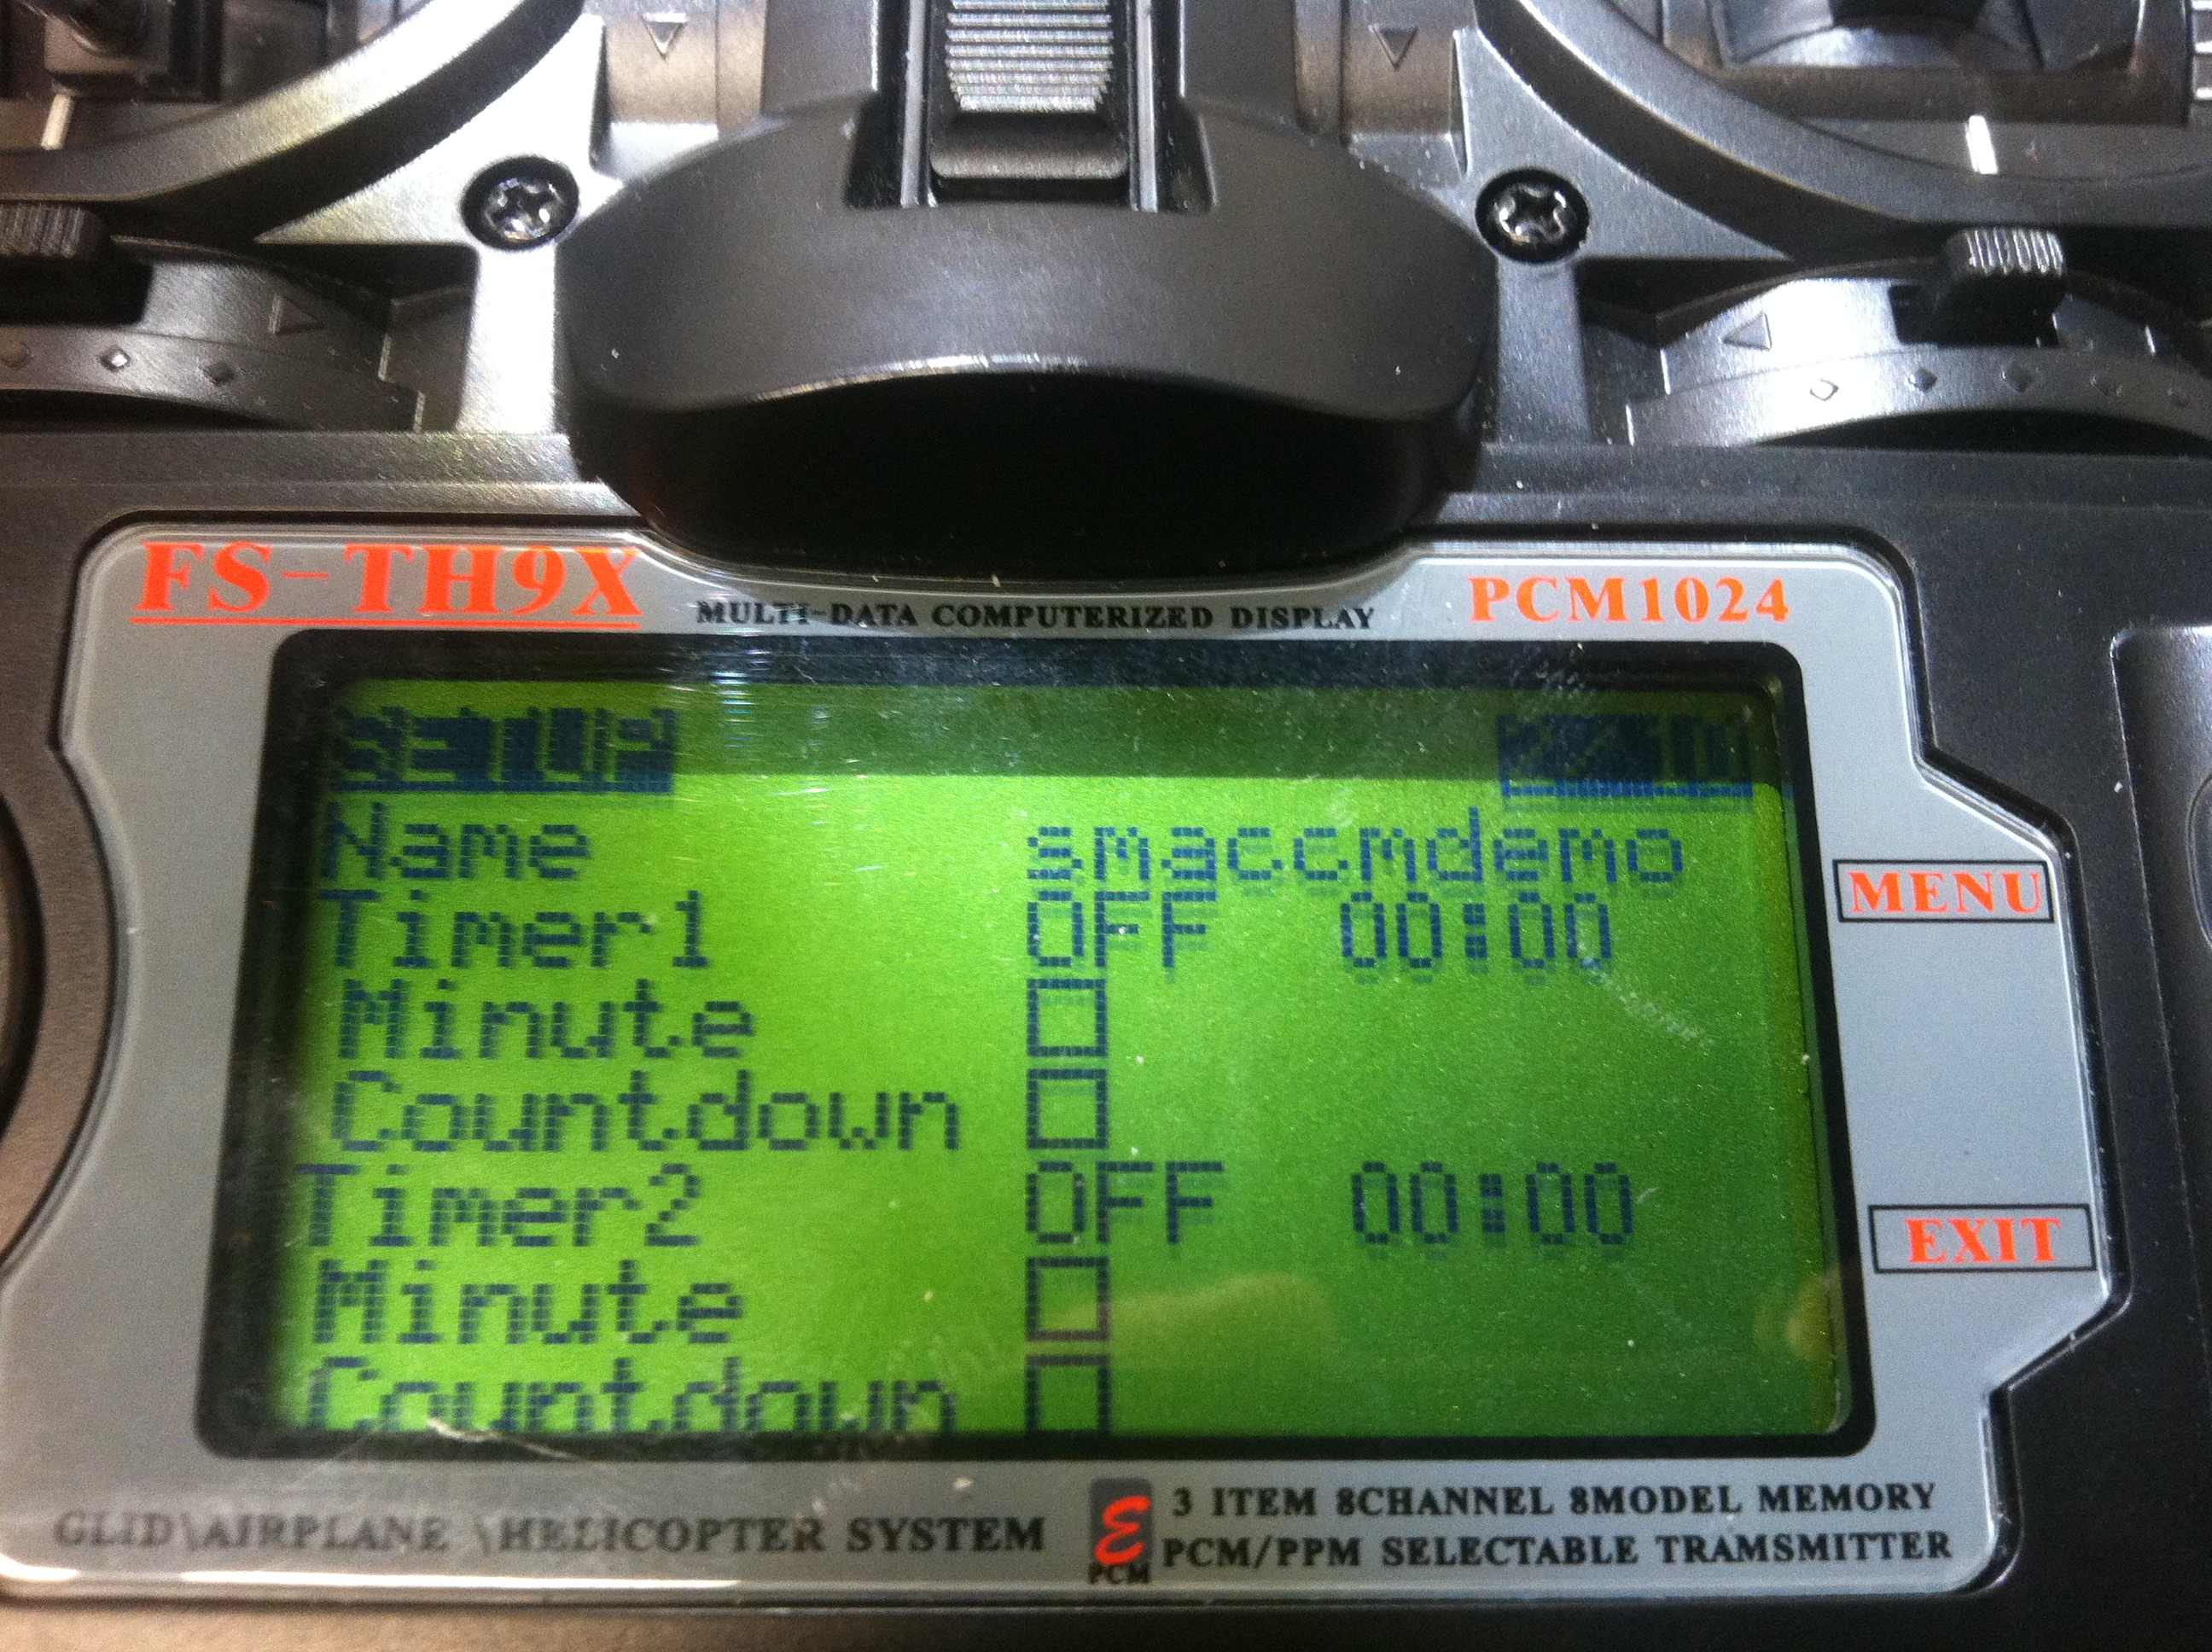 FS-TH9X
MULTI-DATA COMPUTERIZED DISPLAY
PCM1024
SETUP 2/10
Name smaccmdemo
Timer1 OFF 00:00
Minute
Countdown
Timer2 OFF 00:00
Minute
Countdown
MENU
EXIT
GLID\AIRPLANE \HELICOPTER SYSTEM
PCM
3 ITEM 8CHANNEL 8MODEL MEMORY
PCM/PPM SELECTABLE TRAMSMITTER